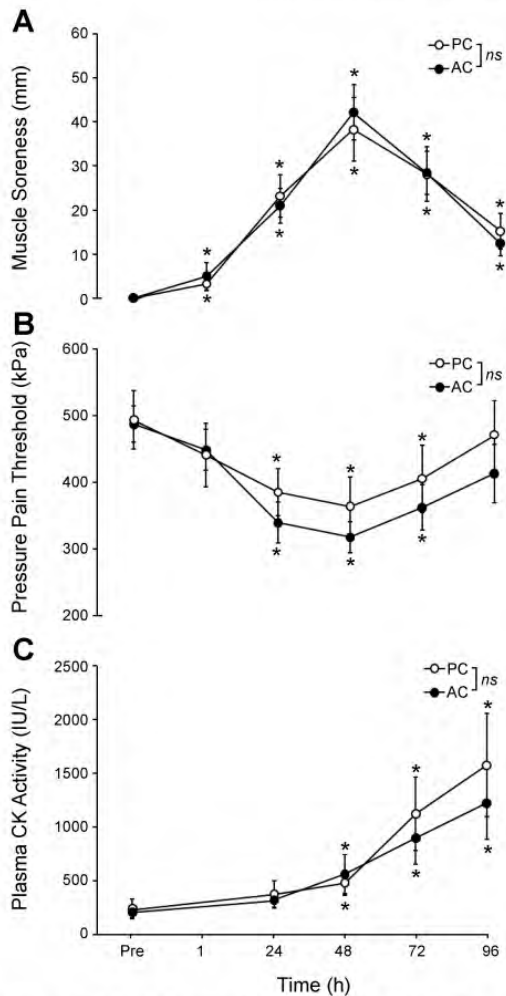 A
Muscle Soreness (mm)
60
50
40
30
20
10
0
PC
AC
ns
*
*
*
*
*
*
*
*
*
*
B
Pressure Pain Threshold (kPa)
600
500
400
300
200
PC
AC
ns
*
*
*
*
*
*
C
Plasma CK Activity (IU/L)
2500
2000
1500
1000
500
0
PC
AC
ns
*
*
*
*
*
*
Pre 1 24 48 72 96
Time (h)